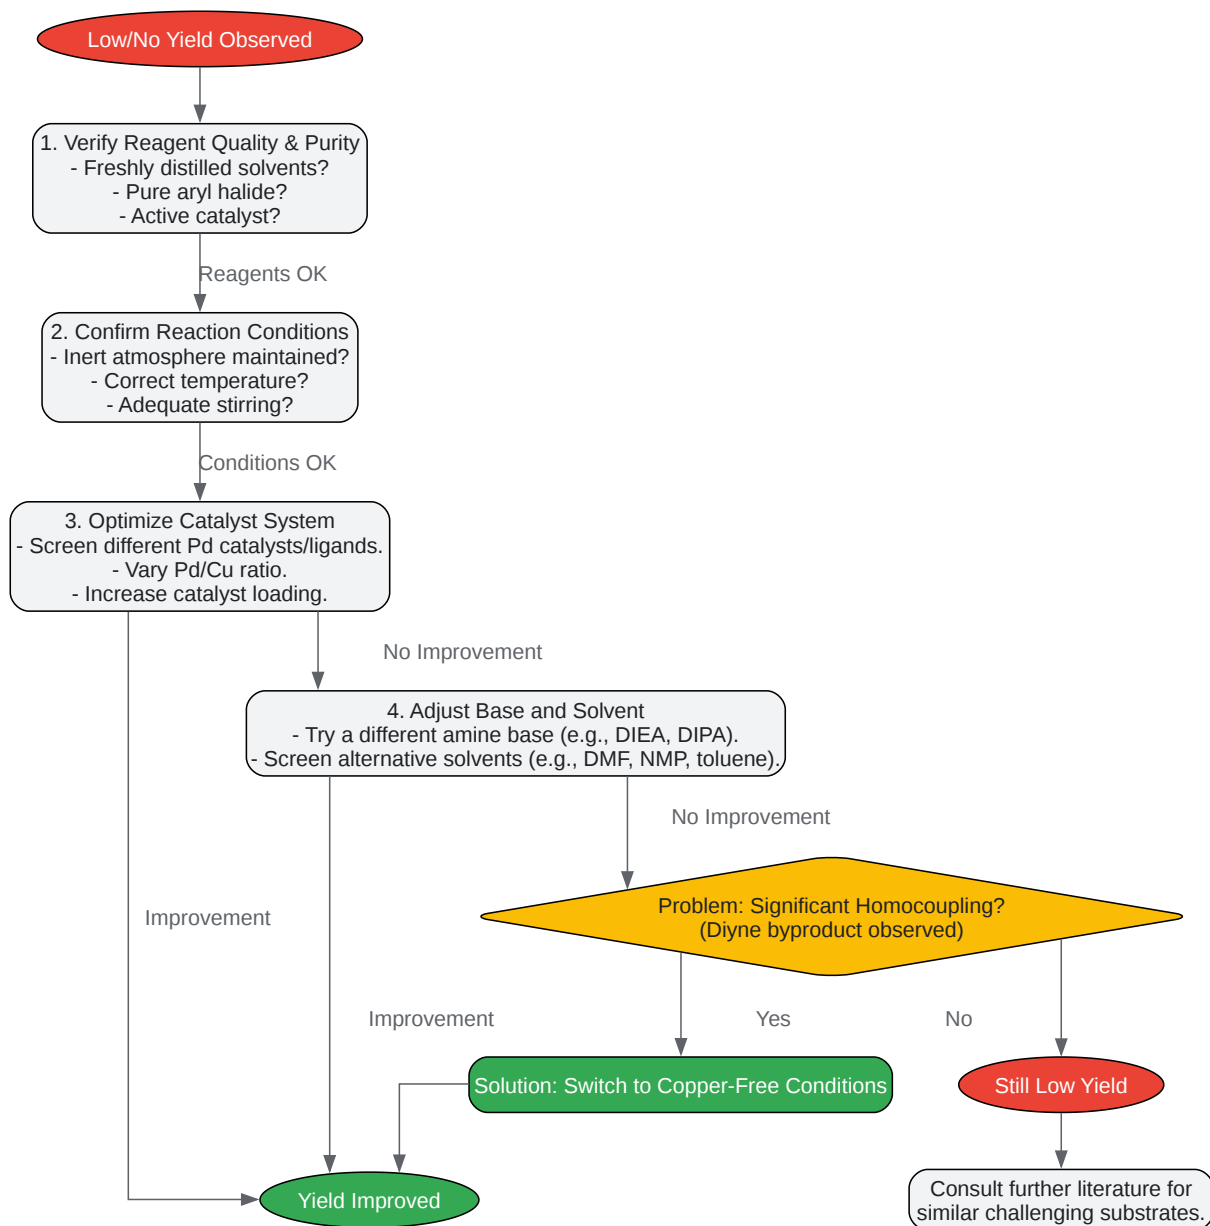 Low/No Yield Observed
1. Verify Reagent Quality & Purity
- Freshly distilled solvents?
- Pure aryl halide?
- Active catalyst?
Reagents OK
2. Confirm Reaction Conditions
- Inert atmosphere maintained?
- Correct temperature?
- Adequate stirring?
Conditions OK
3. Optimize Catalyst System
- Screen different Pd catalysts/ligands.
- Vary Pd/Cu ratio.
- Increase catalyst loading.
No Improvement
4. Adjust Base and Solvent
- Try a different amine base (e.g., DIEA, DIPA).
- Screen alternative solvents (e.g., DMF, NMP, toluene).
No Improvement
Improvement
Problem: Significant Homocoupling?
(Diyne byproduct observed)
Improvement
Yes
No
Solution: Switch to Copper-Free Conditions
Still Low Yield
Yield Improved
Consult further literature for
similar challenging substrates.